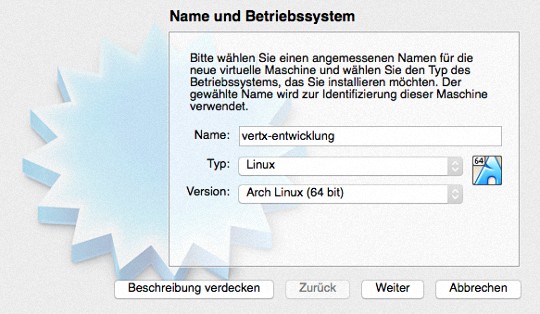 Name und Betriebssystem
Bitte wählen Sie einen angemessenen Namen für die
neue virtuelle Maschine und wählen Sie den Typ des
Betriebssystems, das Sie installieren möchten. Der
gewählte Name wird zur Identifizierung dieser Maschine
verwendet.
Name: vertx-entwicklung
Typ: Linux 64
Version: Arch Linux (64 bit)
Beschreibung verdecken Zurück Weiter Abbrechen